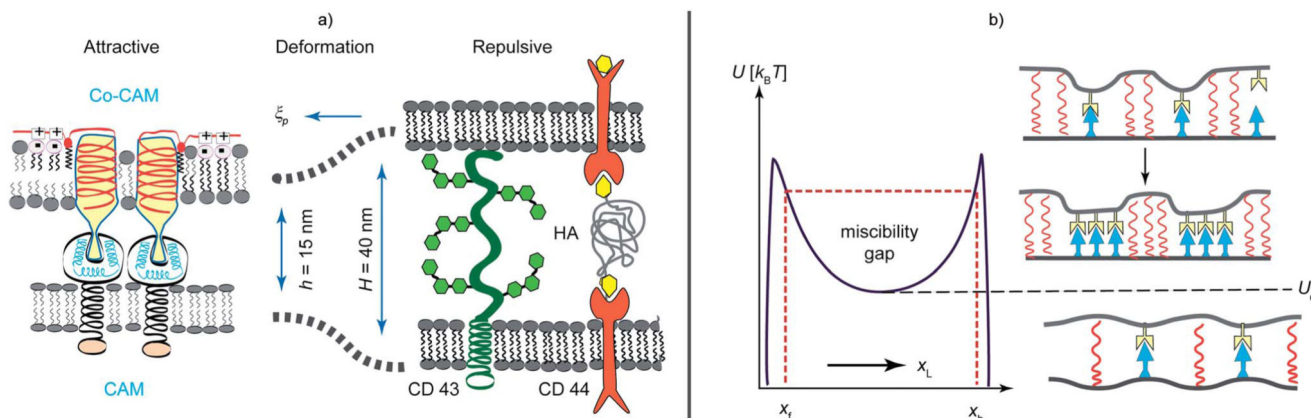 a)
Attractive
Deformation
Repulsive
Co-CAM
ξp
+ +
+ +
h = 15 nm
H = 40 nm
HA
CAM
CD 43
CD 44
b)
U [kBT]
miscibility
gap
xL
xf